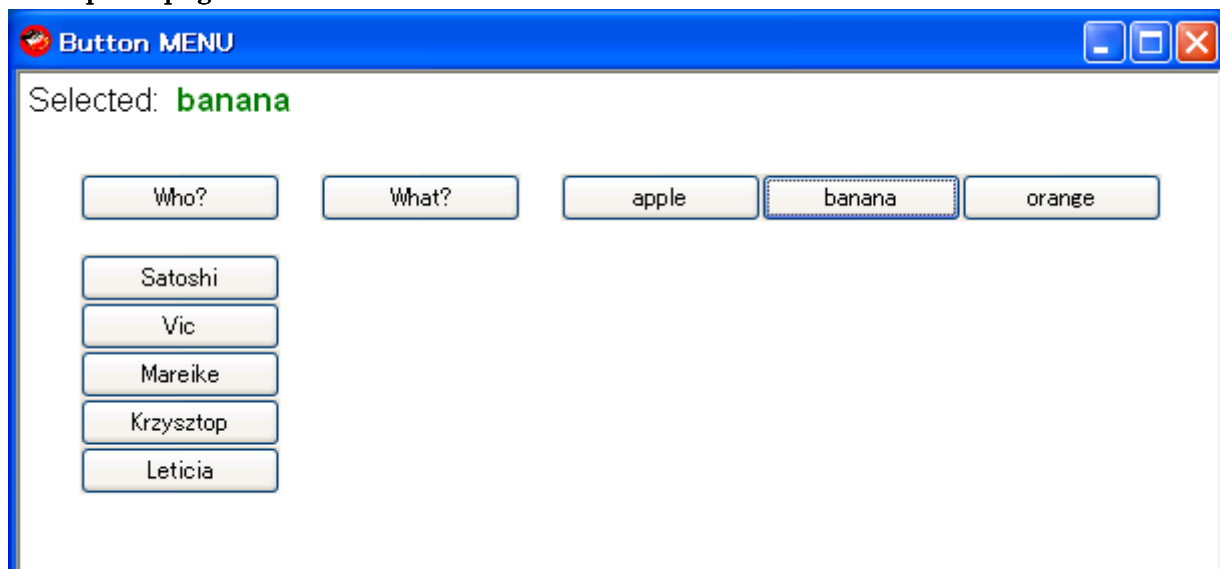 Button MENU
Selected: banana
Who? What? apple banana orange
Satoshi
Vic
Mareike
Krzysztop
Leticia